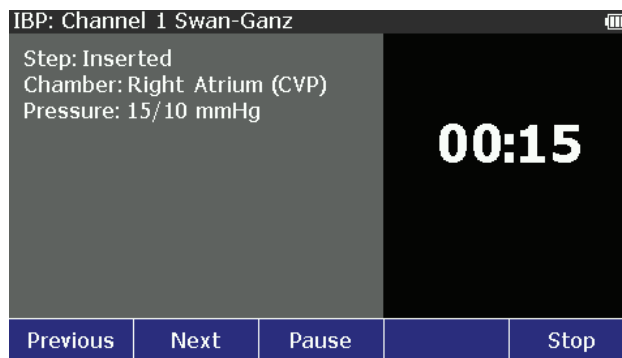 IBP: Channel 1 Swan-Ganz
Step: Inserted
Chamber: Right Atrium (CVP)
Pressure: 15/10 mmHg
00:15
Previous Next Pause Stop